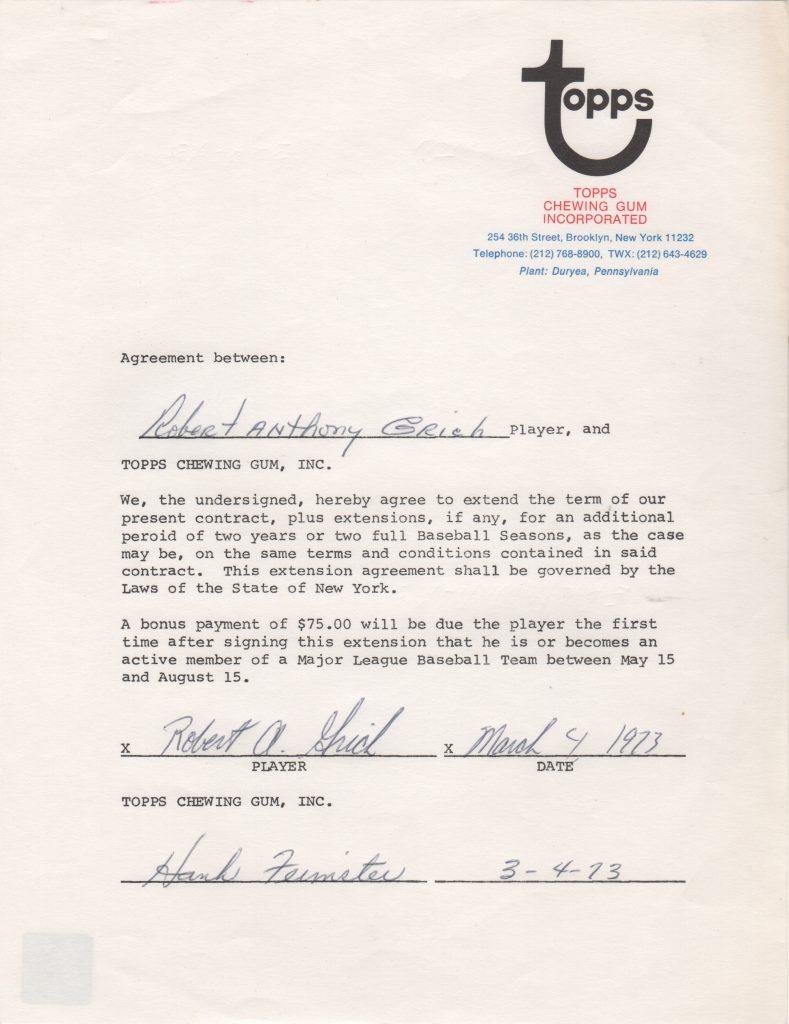 topps
TOPPS
CHEWING GUM
INCORPORATED
254 36th Street, Brooklyn, New York 11232
Telephone: (212) 768-8900, TWX: (212) 643-4629
Plant: Duryea, Pennsylvania
Agreement between:
Robert Anthony Grich Player, and
TOPPS CHEWING GUM, INC.
We, the undersigned, hereby agree to extend the term of our
present contract, plus extensions, if any, for an additional
peroid of two years or two full Baseball Seasons, as the case
may be, on the same terms and conditions contained in said
contract. This extension agreement shall be governed by the
Laws of the State of New York.
A bonus payment of $75.00 will be due the player the first
time after signing this extension that he is or becomes an
active member of a Major League Baseball Team between May 15
and August 15.
X Robert A. Grich X March 4 1973
PLAYER DATE
TOPPS CHEWING GUM, INC.
Hank Feimster 3-4-73